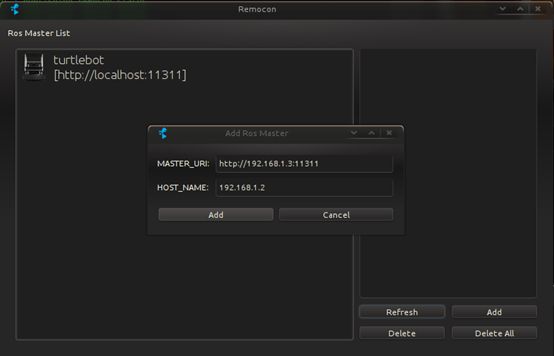 Remocon
Ros Master List
turtlebot
[http://localhost:11311]
Add Ros Master
MASTER_URI: http://192.168.1.3:11311
HOST_NAME: 192.168.1.2
Add Cancel
Refresh Add
Delete Delete All